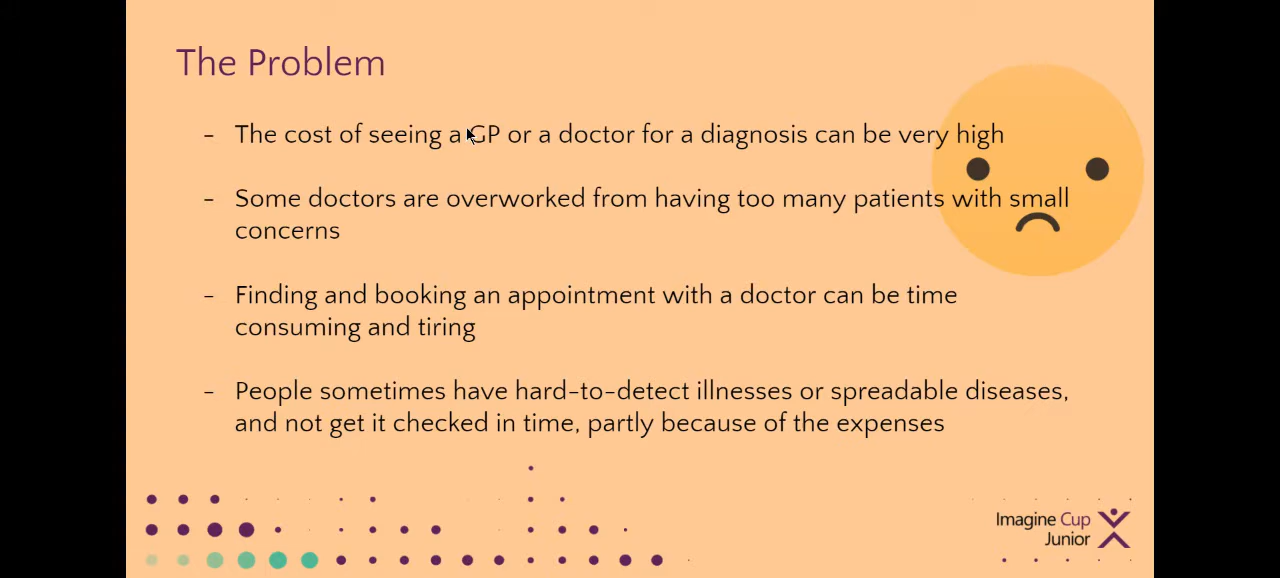 The Problem
- The cost of seeing a GP or a doctor for a diagnosis can be very high
- Some doctors are overworked from having too many patients with small
concerns
- Finding and booking an appointment with a doctor can be time
consuming and tiring
- People sometimes have hard-to-detect illnesses or spreadable diseases,
and not get it checked in time, partly because of the expenses
Imagine Cup
Junior